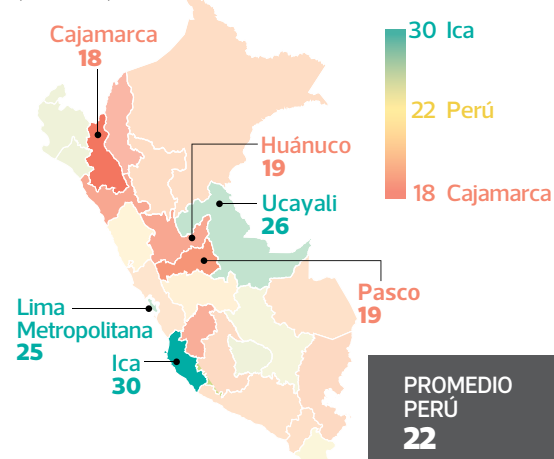 Cajamarca
18
30 Ica
22 Perú
18 Cajamarca
Huánuco
19
Ucayali
26
Pasco
19
Lima
Metropolitana
25
Ica
30
PROMEDIO
PERÚ
22